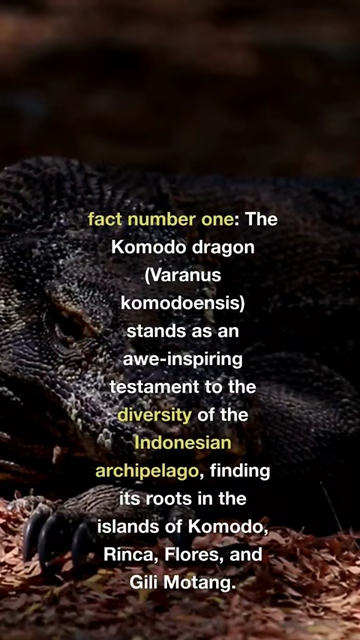 fact number one: The
Komodo dragon
(Varanus
komodoensis)
stands as an
awe-inspiring
testament to the
diversity of the
Indonesian
archipelago, finding
its roots in the
islands of Komodo,
Rinca, Flores, and
Gili Motang.